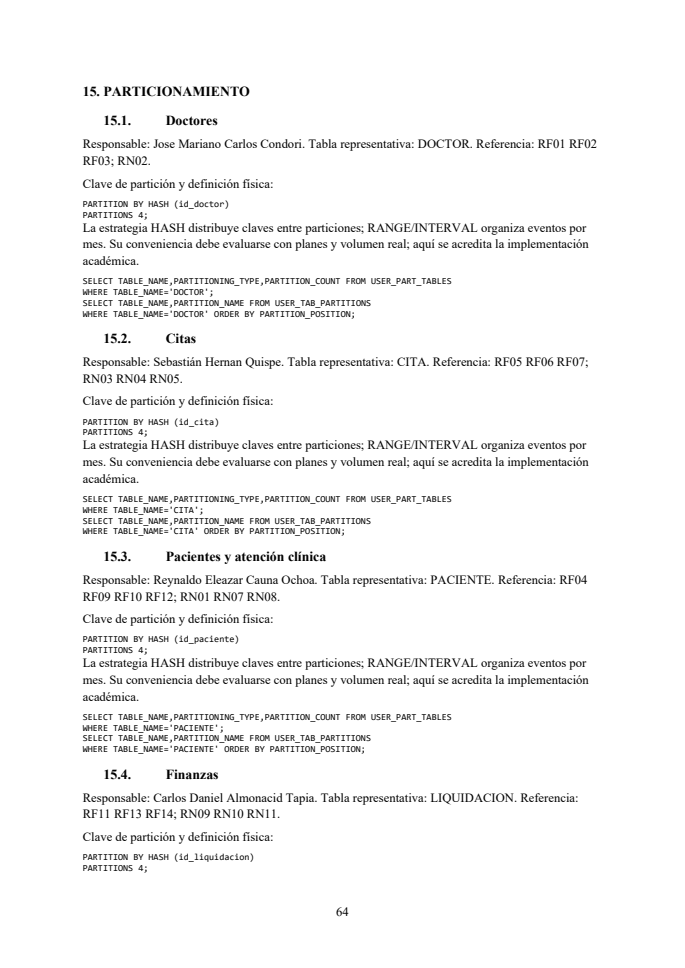 15. PARTICIONAMIENTO
15.1. Doctores
Responsable: Jose Mariano Carlos Condori. Tabla representativa: DOCTOR. Referencia: RF01 RF02
RF03; RN02.
Clave de partición y definición física:
PARTITION BY HASH (id_doctor)
PARTITIONS 4;
La estrategia HASH distribuye claves entre particiones; RANGE/INTERVAL organiza eventos por
mes. Su conveniencia debe evaluarse con planes y volumen real; aquí se acredita la implementación
académica.
SELECT TABLE_NAME,PARTITIONING_TYPE,PARTITION_COUNT FROM USER_PART_TABLES
WHERE TABLE_NAME='DOCTOR';
SELECT TABLE_NAME,PARTITION_NAME FROM USER_TAB_PARTITIONS
WHERE TABLE_NAME='DOCTOR' ORDER BY PARTITION_POSITION;
15.2. Citas
Responsable: Sebastián Hernan Quispe. Tabla representativa: CITA. Referencia: RF05 RF06 RF07;
RN03 RN04 RN05.
Clave de partición y definición física:
PARTITION BY HASH (id_cita)
PARTITIONS 4;
La estrategia HASH distribuye claves entre particiones; RANGE/INTERVAL organiza eventos por
mes. Su conveniencia debe evaluarse con planes y volumen real; aquí se acredita la implementación
académica.
SELECT TABLE_NAME,PARTITIONING_TYPE,PARTITION_COUNT FROM USER_PART_TABLES
WHERE TABLE_NAME='CITA';
SELECT TABLE_NAME,PARTITION_NAME FROM USER_TAB_PARTITIONS
WHERE TABLE_NAME='CITA' ORDER BY PARTITION_POSITION;
15.3. Pacientes y atención clínica
Responsable: Reynaldo Eleazar Cauna Ochoa. Tabla representativa: PACIENTE. Referencia: RF04
RF09 RF10 RF12; RN01 RN07 RN08.
Clave de partición y definición física:
PARTITION BY HASH (id_paciente)
PARTITIONS 4;
La estrategia HASH distribuye claves entre particiones; RANGE/INTERVAL organiza eventos por
mes. Su conveniencia debe evaluarse con planes y volumen real; aquí se acredita la implementación
académica.
SELECT TABLE_NAME,PARTITIONING_TYPE,PARTITION_COUNT FROM USER_PART_TABLES
WHERE TABLE_NAME='PACIENTE';
SELECT TABLE_NAME,PARTITION_NAME FROM USER_TAB_PARTITIONS
WHERE TABLE_NAME='PACIENTE' ORDER BY PARTITION_POSITION;
15.4. Finanzas
Responsable: Carlos Daniel Almonacid Tapia. Tabla representativa: LIQUIDACION. Referencia:
RF11 RF13 RF14; RN09 RN10 RN11.
Clave de partición y definición física:
PARTITION BY HASH (id_liquidacion)
PARTITIONS 4;
64